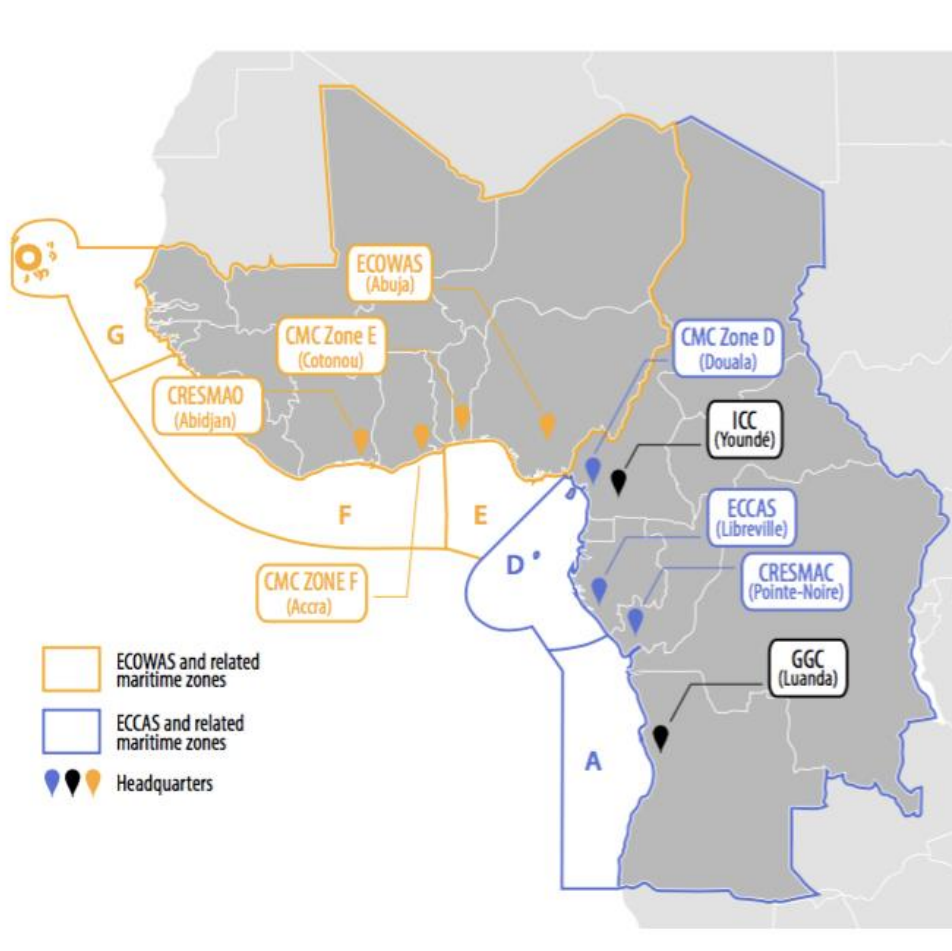 ECOWAS
(Abuja)
CMC Zone E
(Cotonou)
CMC Zone D
(Douala)
G
CRESMAO
(Abidjan)
ICC
(Youndé)
F
E
ECCAS
(Libreville)
D
CMC ZONE F
(Accra)
CRESMAC
(Pointe-Noire)
ECOWAS and related
maritime zones
GGC
(Luanda)
ECCAS and related
maritime zones
A
Headquarters